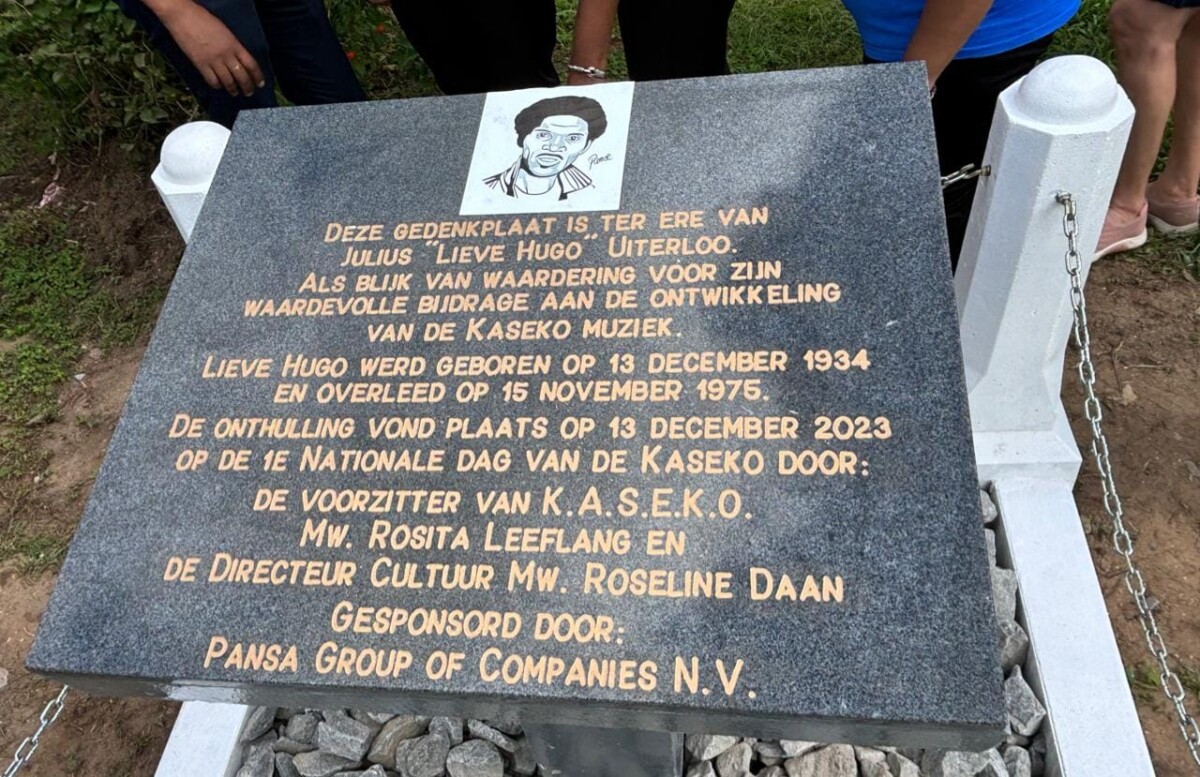 DEZE GEDENKPLAAT IS TER ERE VAN
JULIUS "LIEVE HUGO" UITERLOO.
ALS BLIJK VAN WAARDERING VOOR ZIJN
WAARDEVOLLE BIJDRAGE AAN DE ONTWIKKELING
VAN DE KASEKO MUZIEK.
LIEVE HUGO WERD GEBOREN OP 13 DECEMBER 1934
EN OVERLEED OP 15 NOVEMBER 1975.
DE ONTHULLING VOND PLAATS OP 13 DECEMBER 2023
OP DE 1E NATIONALE DAG VAN DE KASEKO DOOR:
DE VOORZITTER VAN K.A.S.E.K.O.
MW. ROSITA LEEFLANG EN
DE DIRECTEUR CULTUUR MW. ROSELINE DAAN
GESPONSORD DOOR:
PANSA GROUP OF COMPANIES N.V.